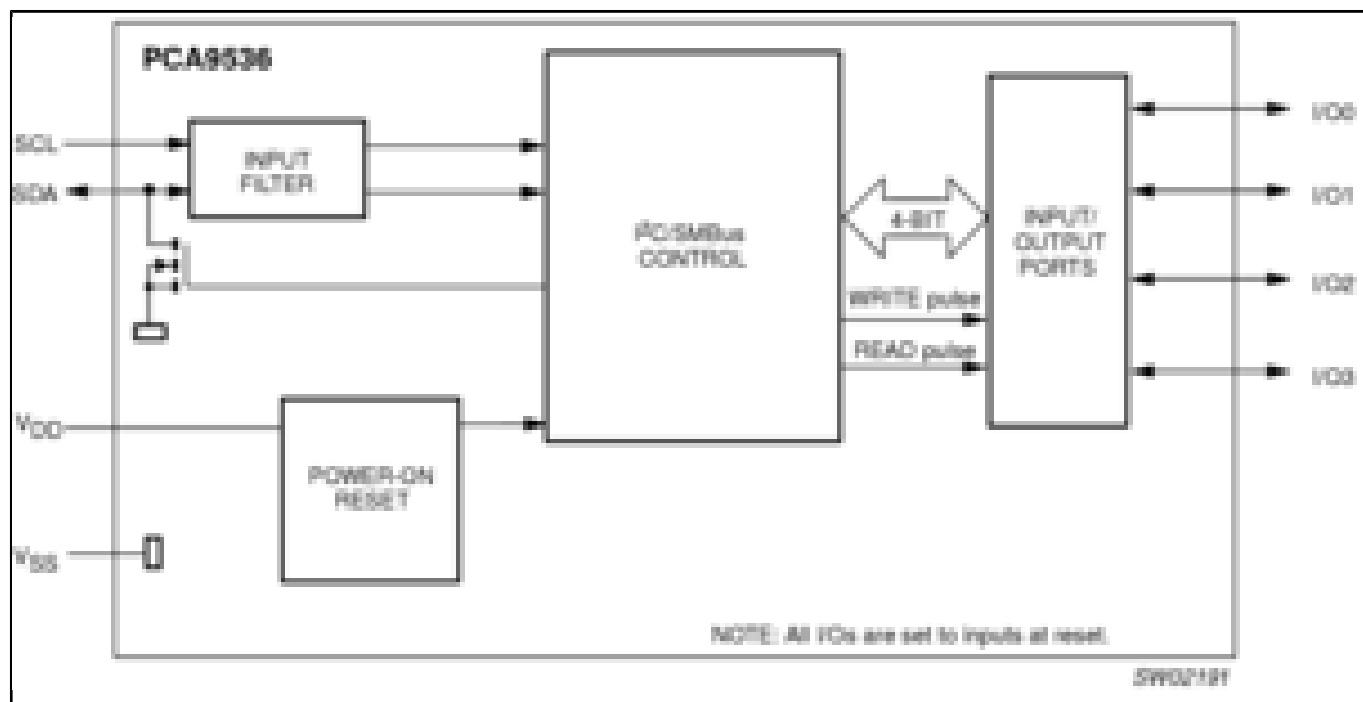 PCA9536
SCL
SDA
INPUT
FILTER
I²C/SMBus
CONTROL
4-BIT
INPUT/
OUTPUT
PORTS
WRITE pulse
READ pulse
I/O0
I/O1
I/O2
I/O3
VDD
POWER-ON
RESET
VSS
NOTE: All I/Os are set to inputs at reset.
SW02191